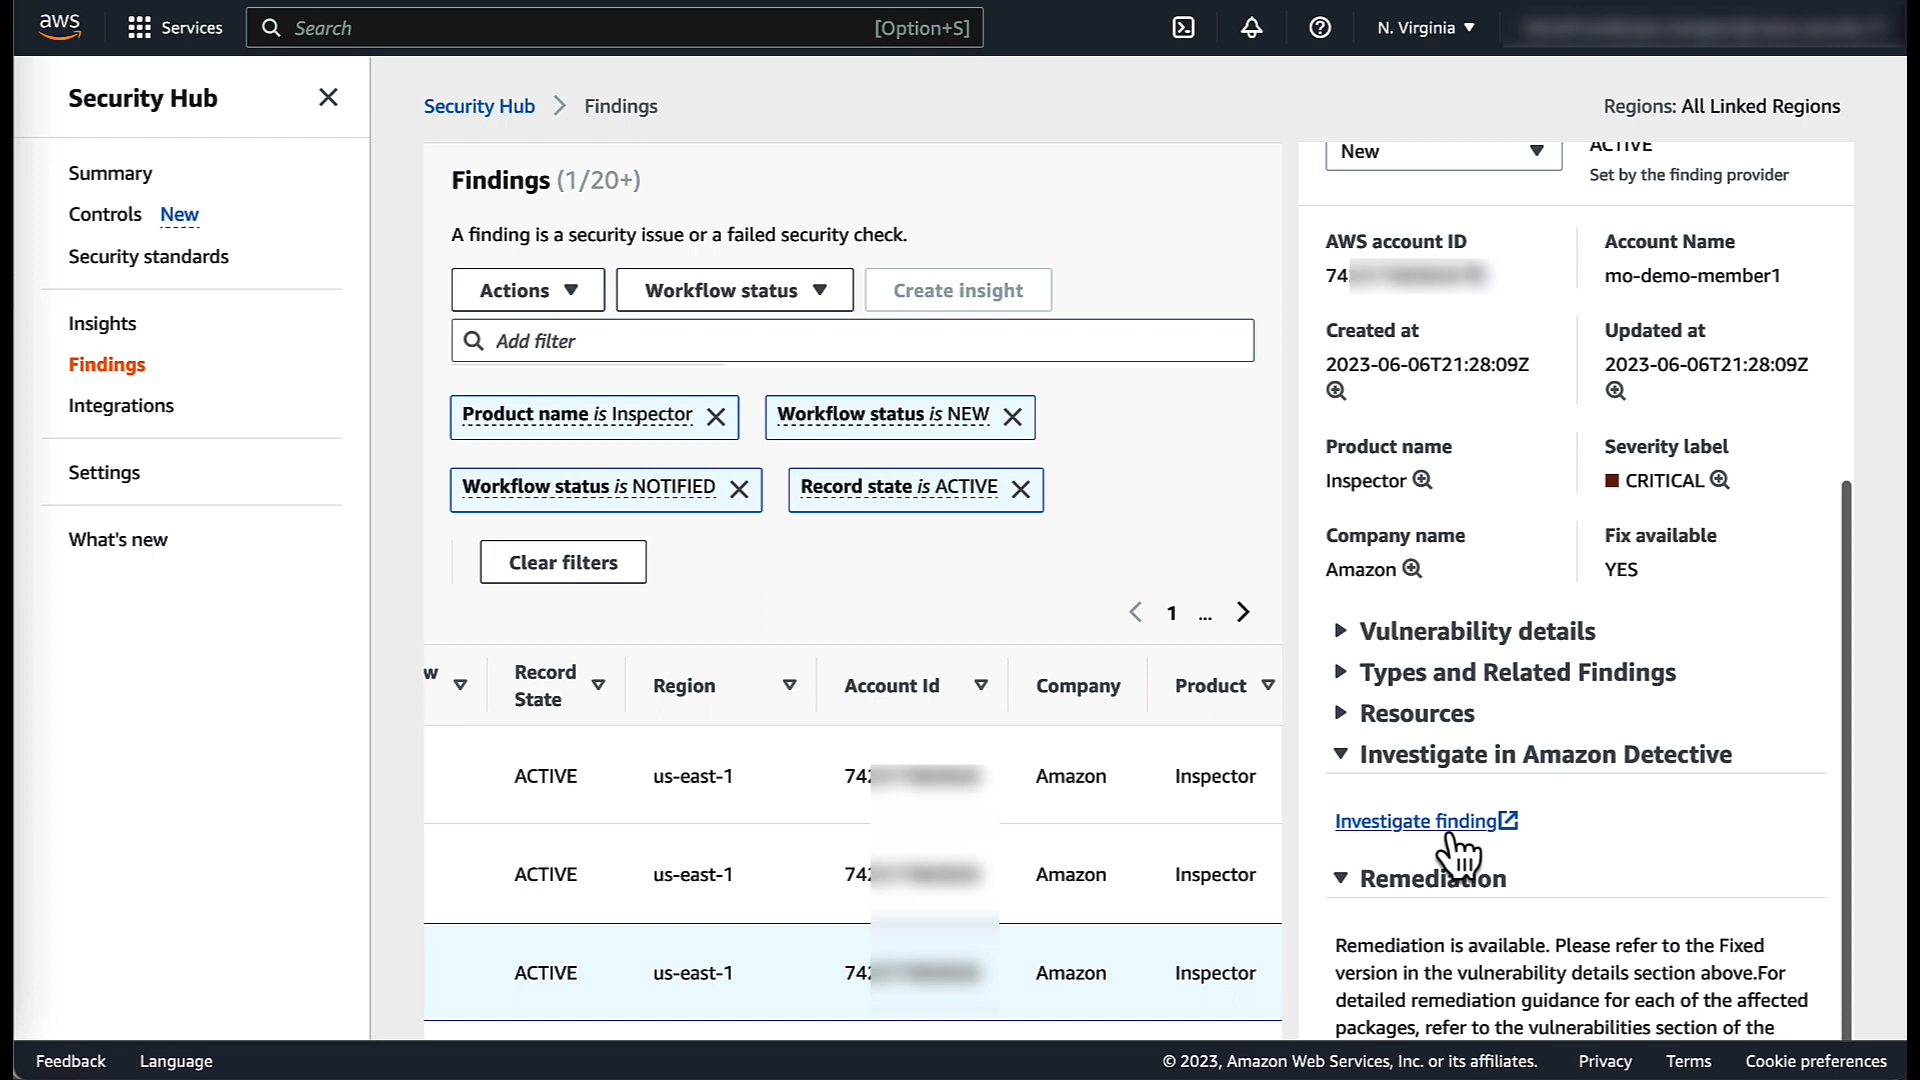 aws
Services
Search
[Option+S]
N. Virginia
Security Hub
Summary
Controls New
Security standards
Insights
Findings
Integrations
Settings
What's new
Security Hub > Findings
Regions: All Linked Regions
Findings (1/20+)
A finding is a security issue or a failed security check.
Actions
Workflow status
Create insight
Add filter
Product name is Inspector
Workflow status is NEW
Workflow status is NOTIFIED
Record state is ACTIVE
Clear filters
1 ...
w
Record State
Region
Account Id
Company
Product
ACTIVE us-east-1 742 Amazon Inspector
ACTIVE us-east-1 742 Amazon Inspector
ACTIVE us-east-1 742 Amazon Inspector
New
ACTIVE
Set by the finding provider
AWS account ID
74
Account Name
mo-demo-member1
Created at
2023-06-06T21:28:09Z
Updated at
2023-06-06T21:28:09Z
Product name
Inspector
Severity label
CRITICAL
Company name
Amazon
Fix available
YES
Vulnerability details
Types and Related Findings
Resources
Investigate in Amazon Detective
Investigate finding
Remediation
Remediation is available. Please refer to the Fixed
version in the vulnerability details section above.For
detailed remediation guidance for each of the affected
packages, refer to the vulnerabilities section of the
Feedback
Language
© 2023, Amazon Web Services, Inc. or its affiliates.
Privacy
Terms
Cookie preferences